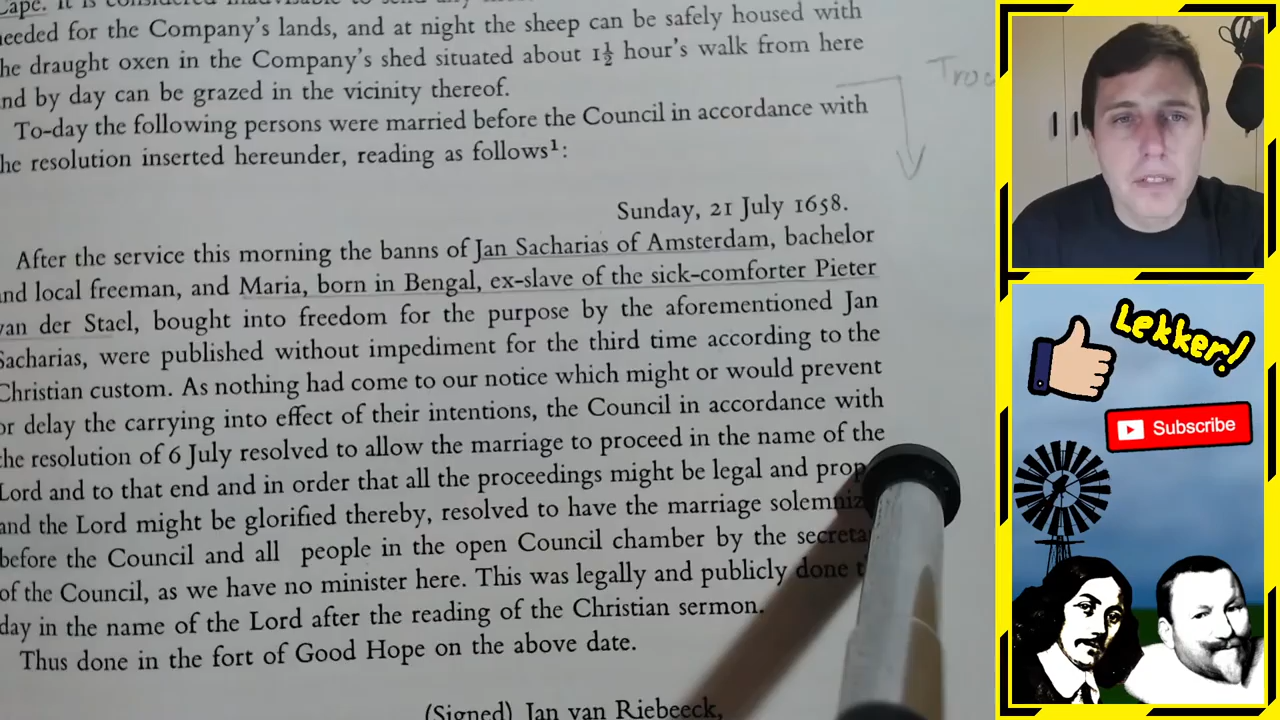 Cape. It is considered inadvisable to send any
needed for the Company's lands, and at night the sheep can be safely housed with
he draught oxen in the Company's shed situated about 1½ hour's walk from here
nd by day can be grazed in the vicinity thereof.
To-day the following persons were married before the Council in accordance with
he resolution inserted hereunder, reading as follows¹:
Sunday, 21 July 1658.
After the service this morning the banns of Jan Sacharias of Amsterdam, bachelor
nd local freeman, and Maria, born in Bengal, ex-slave of the sick-comforter Pieter
van der Stael, bought into freedom for the purpose by the aforementioned Jan
Sacharias, were published without impediment for the third time according to the
Christian custom. As nothing had come to our notice which might or would prevent
or delay the carrying into effect of their intentions, the Council in accordance with
the resolution of 6 July resolved to allow the marriage to proceed in the name of the
Lord and to that end and in order that all the proceedings might be legal and prop
and the Lord might be glorified thereby, resolved to have the marriage solemniz
before the Council and all people in the open Council chamber by the secreta
of the Council, as we have no minister here. This was legally and publicly done t
day in the name of the Lord after the reading of the Christian sermon.
Thus done in the fort of Good Hope on the above date.
(Signed) Jan van Riebeeck,
Lekker!
Subscribe